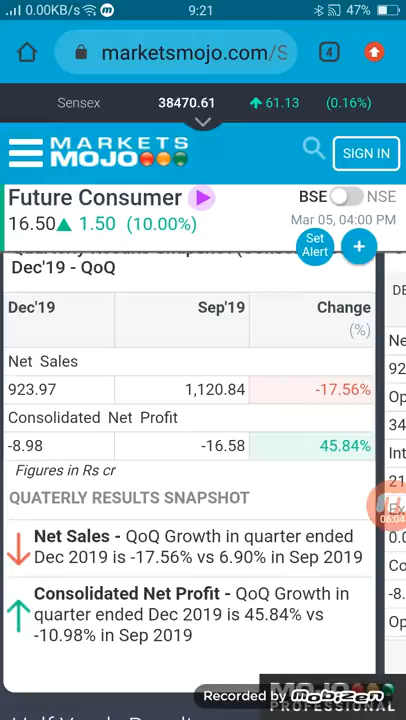 0.00KB/s
9:21
47%
marketsmojo.com/S
4
Sensex 38470.61 61.13 (0.16%)
MARKETS
MOJO
SIGN IN
Future Consumer
BSE NSE
16.50 1.50 (10.00%)
Mar 05, 04:00 PM
Set
Alert
+
Dec'19 - QoQ
Dec'19 Sep'19 Change
(%)
Net Sales
923.97 1,120.84 -17.56%
Consolidated Net Profit
-8.98 -16.58 45.84%
Figures in Rs cr
QUATERLY RESULTS SNAPSHOT
Net Sales - QoQ Growth in quarter ended
Dec 2019 is -17.56% vs 6.90% in Sep 2019
Consolidated Net Profit - QoQ Growth in
quarter ended Dec 2019 is 45.84% vs
-10.98% in Sep 2019
06:04
Recorded by MOBIZEN
PROFESSIONAL